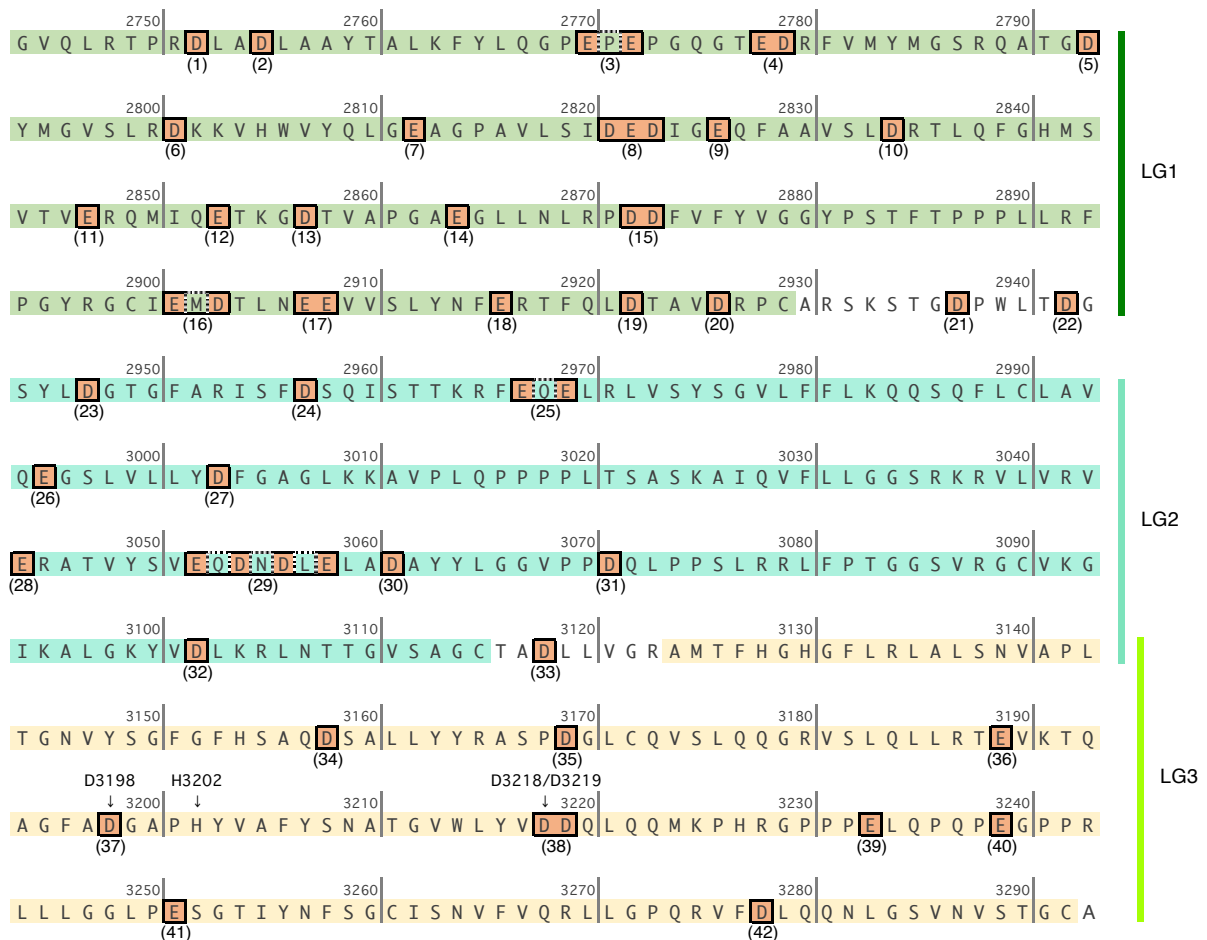 2750 2760 2770 2780 2790
G V Q L R T P R D L A D L A A Y T A L K F Y L Q G P E P E P G Q G T E D R F V M Y M G S R Q A T G D
(1) (2) (3) (4) (5)
2800 2810 2820 2830 2840
Y M G V S L R D K K V H W V Y Q L G E A G P A V L S I D E D I G E Q F A A V S L D R T L Q F G H M S
(6) (7) (8) (9) (10)
LG1
2850 2860 2870 2880 2890
V T V E R Q M I Q E T K G D T V A P G A E G L L N L R P D D F V F Y V G G Y P S T F T P P P L L R F
(11) (12) (13) (14) (15)
2900 2910 2920 2930 2940
P G Y R G C I E M D T L N E E V V S L Y N F E R T F Q L D T A V D R P C A R S K S T G D P W L T D G
(16) (17) (18) (19) (20) (21) (22)
2950 2960 2970 2980 2990
S Y L D G T G F A R I S F D S Q I S T T K R F E Q E L R L V S Y S G V L F F L K Q Q S Q F L C L A V
(23) (24) (25)
3000 3010 3020 3030 3040
Q E G S L V L L Y D F G A G L K K A V P L Q P P P P L T S A S K A I Q V F L L G G S R K R V L V R V
(26) (27)
LG2
3050 3060 3070 3080 3090
E R A T V Y S V E Q D N D L E L A D A Y Y L G G V P P D Q L P P S L R R L F P T G G S V R G C V K G
(28) (29) (30) (31)
3100 3110 3120 3130 3140
I K A L G K Y V D L K R L N T T G V S A G C T A D L L V G R A M T F H G H G F L R L A L S N V A P L
(32) (33)
3150 3160 3170 3180 3190
T G N V Y S G F G F H S A Q D S A L L Y Y R A S P D G L C Q V S L Q Q G R V S L Q L L R T E V K T Q
(34) (35) (36)
LG3
D3198 H3202 D3218/D3219
↓ ↓ ↓
3200 3210 3220 3230 3240
A G F A D G A P H Y V A F Y S N A T G V W L Y V D D Q L Q Q M K P H R G P P P E L Q P Q P E G P P R
(37) (38) (39) (40)
3250 3260 3270 3280 3290
L L L G G L P E S G T I Y N F S G C I S N V F V Q R L L G P Q R V F D L Q Q N L G S V N V S T G C A
(41) (42)